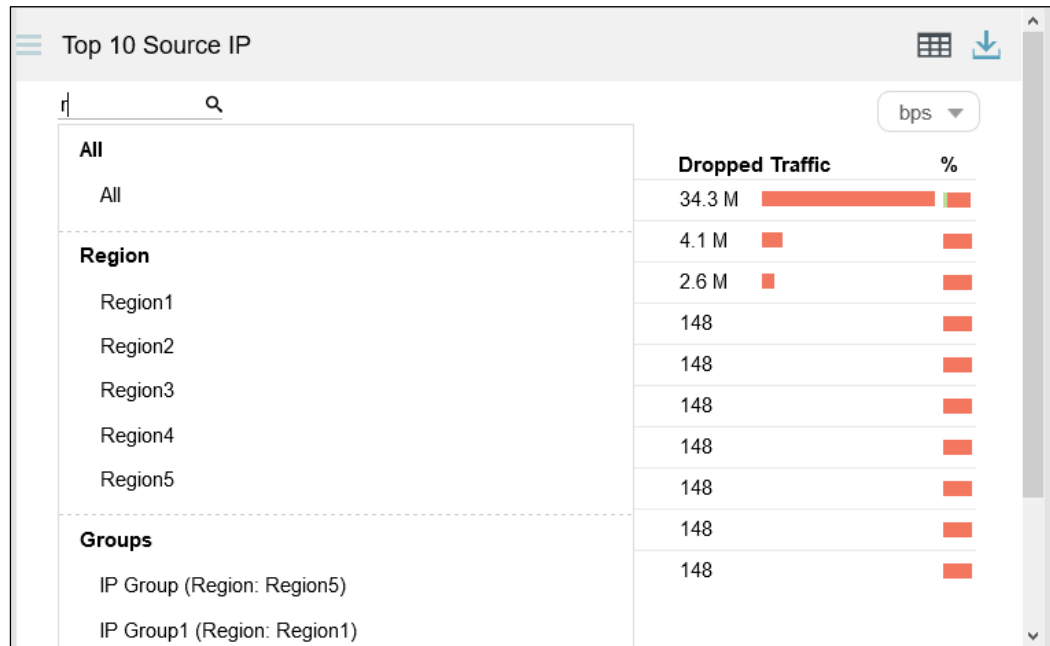 Top 10 Source IP
r
bps
All
All
Region
Region1
Region2
Region3
Region4
Region5
Groups
IP Group (Region: Region5)
IP Group1 (Region: Region1)
Dropped Traffic %
34.3 M
4.1 M
2.6 M
148
148
148
148
148
148
148